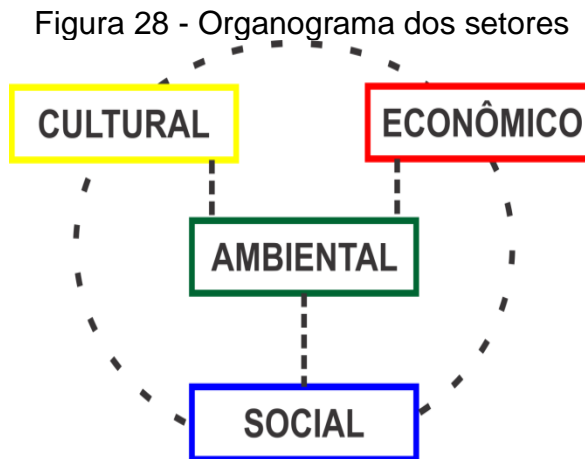 Figura 28 - Organograma dos setores
CULTURAL
ECONÔMICO
AMBIENTAL
SOCIAL